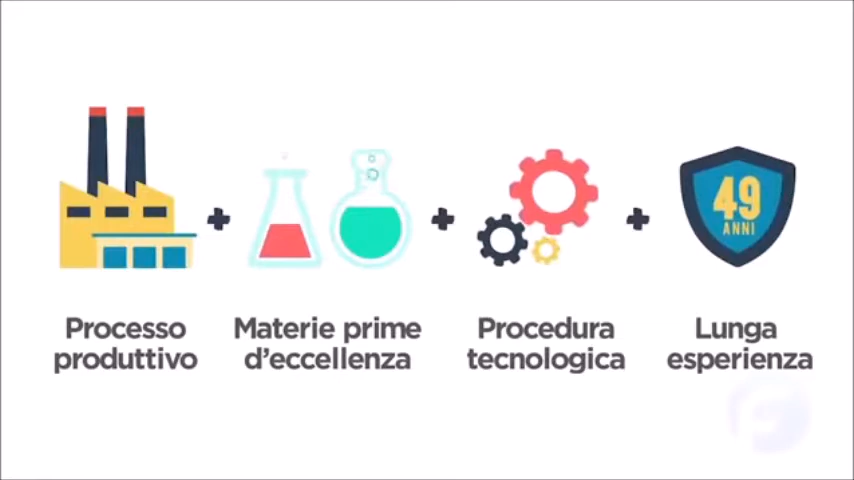 49
ANNI
Processo
produttivo
Materie prime
d'eccellenza
Procedura
tecnologica
Lunga
esperienza